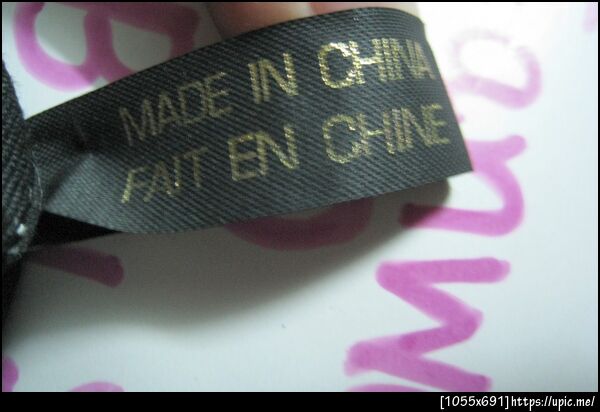 MADE IN CHINA
FAIT EN CHINE
[1055x691]https://upic.me/